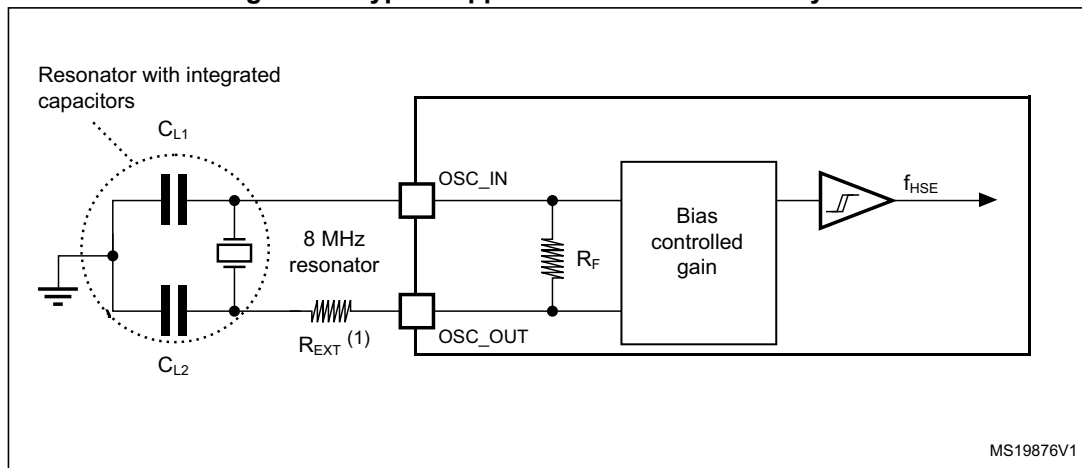 Resonator with integrated
capacitors
C_L1
OSC_IN
f_HSE
8 MHz
resonator
R_F
Bias
controlled
gain
R_EXT (1)
OSC_OUT
C_L2
MS19876V1